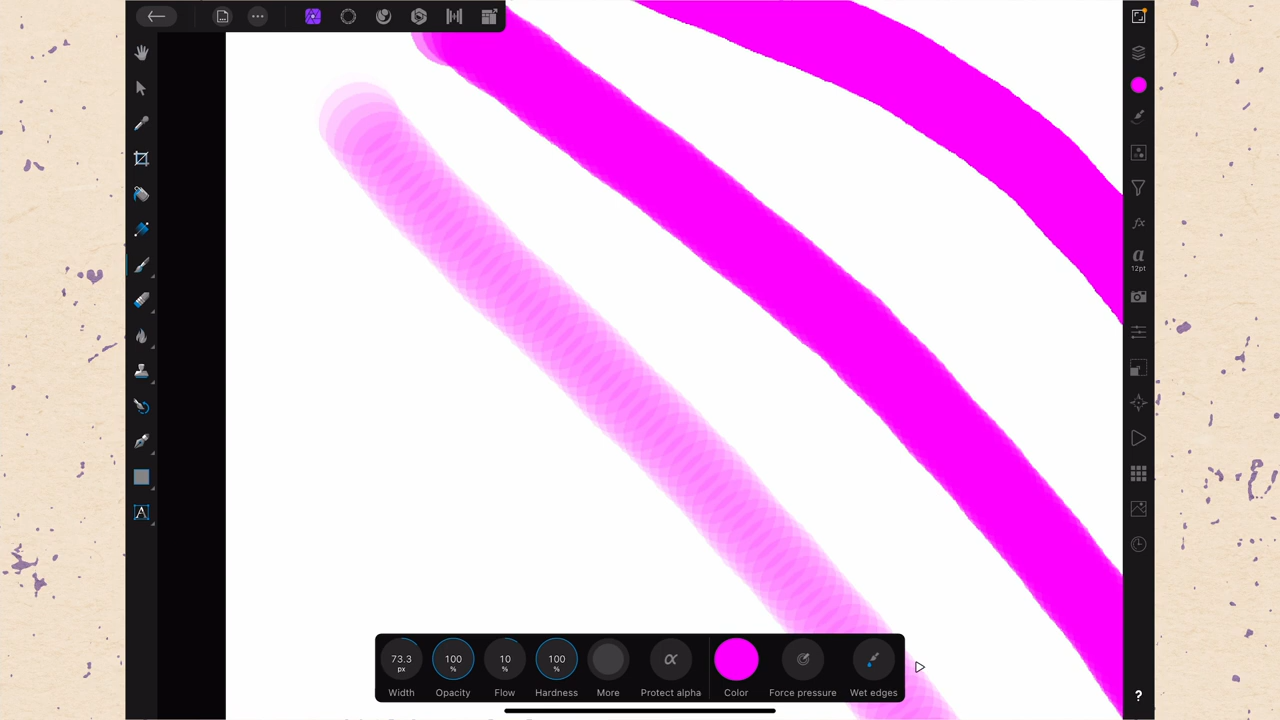 a
12pt
A
73.3
px
Width
100
%
Opacity
10
%
Flow
100
%
Hardness
More
α
Protect alpha
Color
Force pressure
Wet edges
fx
?